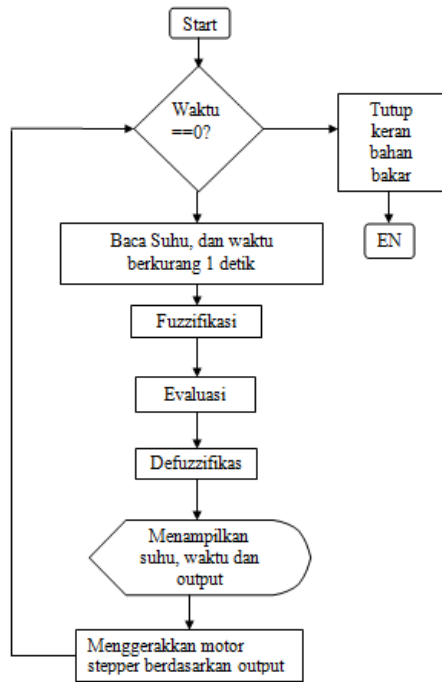 Start
Waktu
==0?
Tutup
keran
bahan
bakar
EN
Baca Suhu, dan waktu
berkurang 1 detik
Fuzzifikasi
Evaluasi
Defuzzifikas
Menampilkan
suhu, waktu dan
output
Menggerakkan motor
stepper berdasarkan output